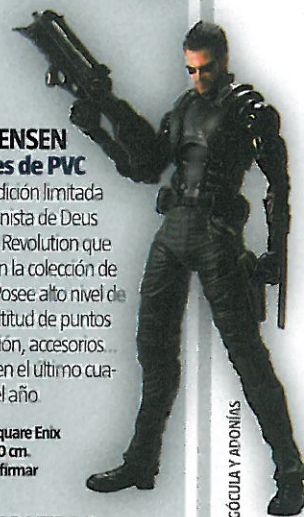 ENSEN
es de PVC
dición limitada
nista de Deus
Revolution que
n la colección de
Posee alto nivel de
ltitud de puntos
ión, accesorios...
en el último cua-
el año
quare Enix
0 cm.
firmar
GÓCULA Y ADONÍAS